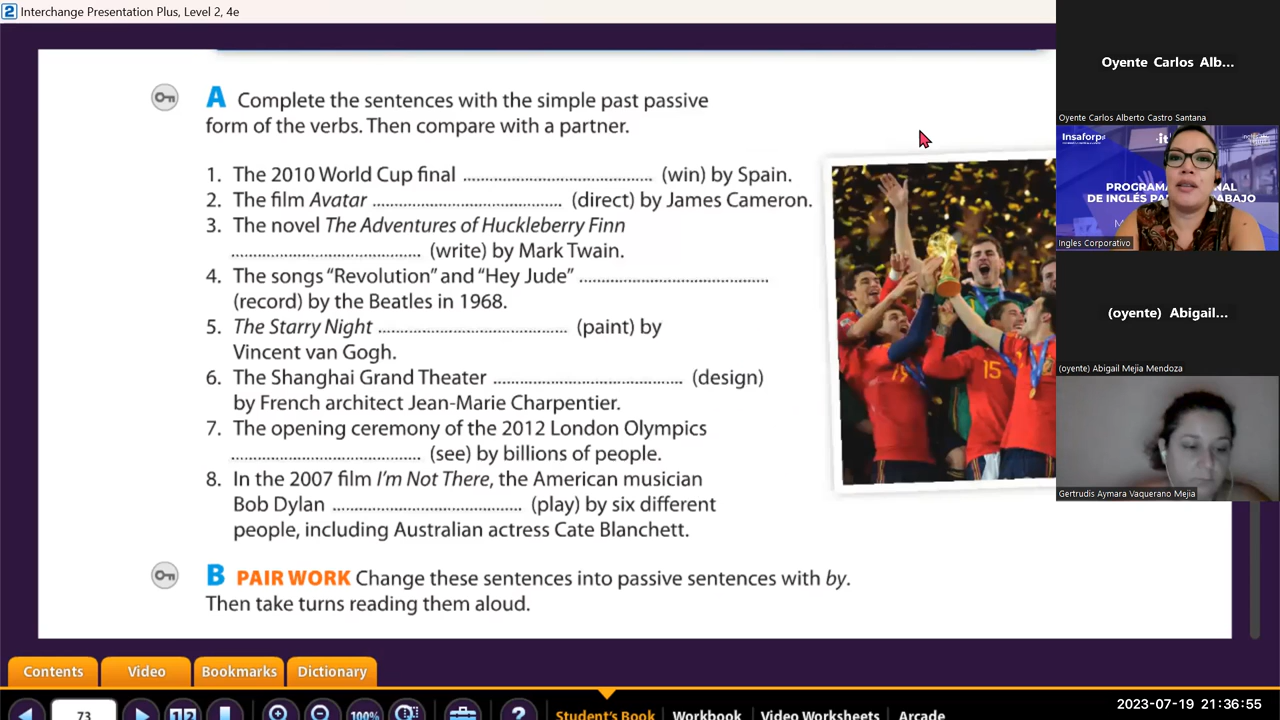 Interchange Presentation Plus, Level 2, 4e
A Complete the sentences with the simple past passive
form of the verbs. Then compare with a partner.
1. The 2010 World Cup final ........................................ (win) by Spain.
2. The film Avatar ........................................ (direct) by James Cameron.
3. The novel The Adventures of Huckleberry Finn
........................................ (write) by Mark Twain.
4. The songs “Revolution” and “Hey Jude” ........................................
(record) by the Beatles in 1968.
5. The Starry Night ........................................ (paint) by
Vincent van Gogh.
6. The Shanghai Grand Theater ........................................ (design)
by French architect Jean-Marie Charpentier.
7. The opening ceremony of the 2012 London Olympics
........................................ (see) by billions of people.
8. In the 2007 film I’m Not There, the American musician
Bob Dylan ........................................ (play) by six different
people, including Australian actress Cate Blanchett.
B PAIR WORK Change these sentences into passive sentences with by.
Then take turns reading them aloud.
15
Oyente Carlos Alb...
Oyente Carlos Alberto Castro Santana
Insaforp
Ingles Corporativo
(oyente) Abigail...
(oyente) Abigail Mejia Mendoza
Gertrudis Aymara Vaquerano Mejia
Contents
Video
Bookmarks
Dictionary
73
1 2
100%
?
Student's Book
Workbook
Video Worksheets
Arcade
2023-07-19 21:36:55